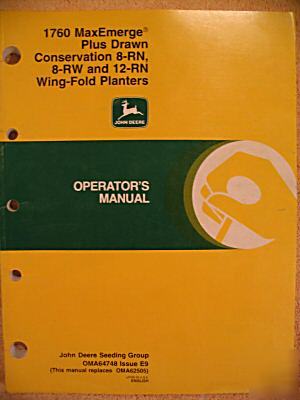 1760 MaxEmerge®
Plus Drawn
Conservation 8-RN,
8-RW and 12-RN
Wing-Fold Planters
JOHN DEERE
OPERATOR'S
MANUAL
John Deere Seeding Group
OMA64748 Issue E9
(This manual replaces OMA62505)
ENGLISH